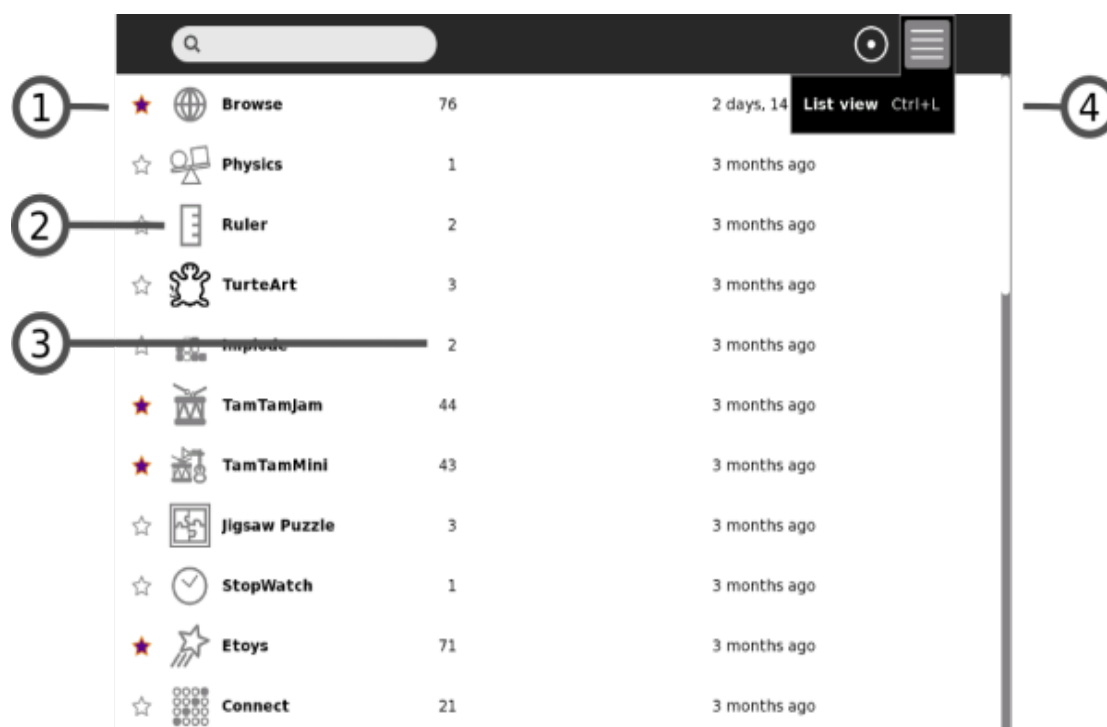 List view Ctrl+L
1 Browse 76 2 days, 14 4
Physics 1 3 months ago
2 Ruler 2 3 months ago
TurteArt 3 3 months ago
3 Implode 2 3 months ago
TamTamJam 44 3 months ago
TamTamMini 43 3 months ago
Jigsaw Puzzle 3 3 months ago
StopWatch 1 3 months ago
Etoys 71 3 months ago
Connect 21 3 months ago